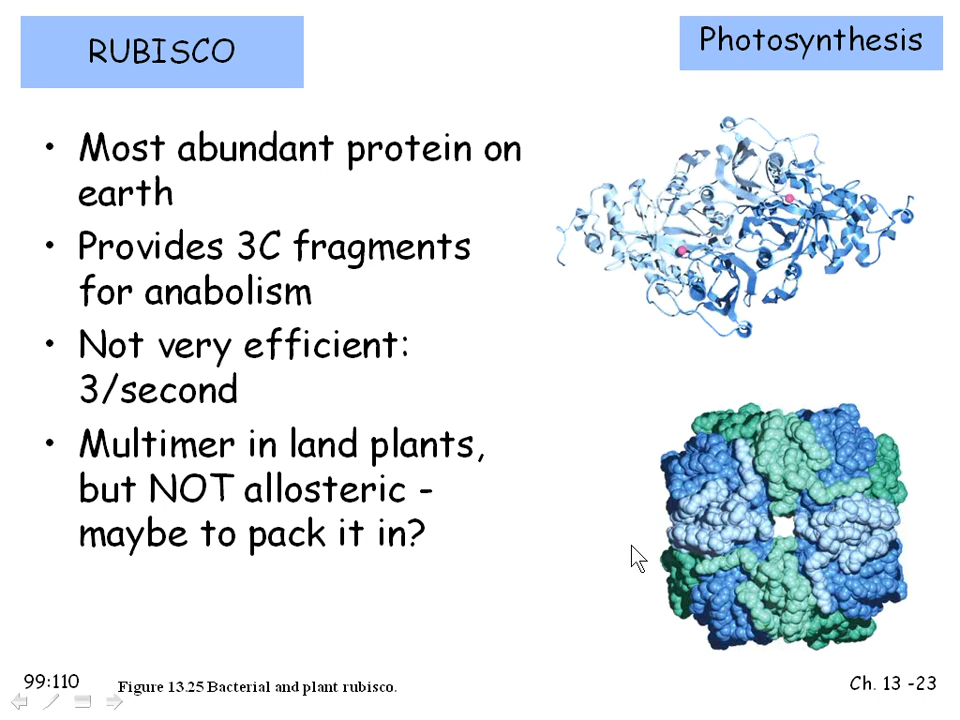 RUBISCO
Photosynthesis
• Most abundant protein on
earth
• Provides 3C fragments
for anabolism
• Not very efficient:
3/second
• Multimer in land plants,
but NOT allosteric -
maybe to pack it in?
99:110
Figure 13.25 Bacterial and plant rubisco.
Ch. 13 -23